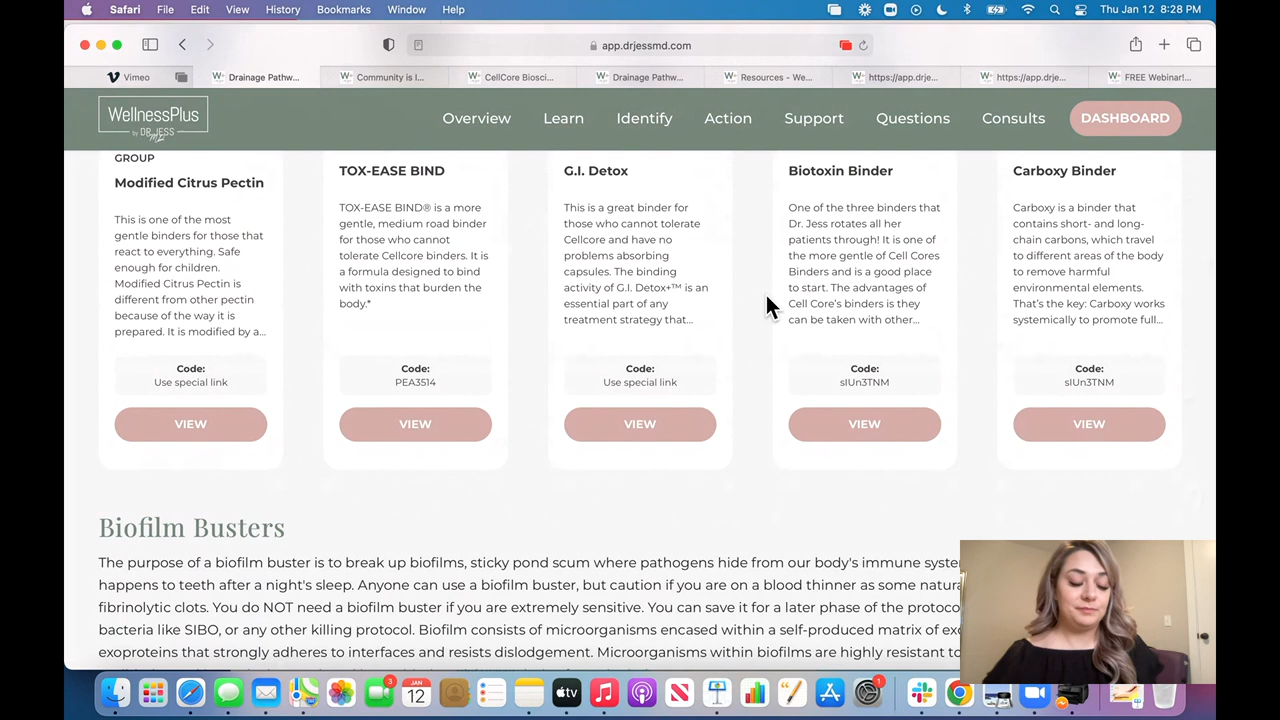 Safari File Edit View History Bookmarks Window Help Thu Jan 12 8:28 PM
app.drjessmd.com
Vimeo Drainage Pathw... Community is I... CellCore Biosci... Drainage Pathw... Resources - We... https://app.drje... https://app.drje... FREE Webinar!...
WellnessPlus
by DR.JESS MD
Overview Learn Identify Action Support Questions Consults DASHBOARD
GROUP
Modified Citrus Pectin
This is one of the most
gentle binders for those that
react to everything. Safe
enough for children.
Modified Citrus Pectin is
different from other pectin
because of the way it is
prepared. It is modified by a...
Code:
Use special link
VIEW
TOX-EASE BIND
TOX-EASE BIND® is a more
gentle, medium road binder
for those who cannot
tolerate Cellcore binders. It is
a formula designed to bind
with toxins that burden the
body.*
Code:
PEA3514
VIEW
G.I. Detox
This is a great binder for
those who cannot tolerate
Cellcore and have no
problems absorbing
capsules. The binding
activity of G.I. Detox+™ is an
essential part of any
treatment strategy that...
Code:
Use special link
VIEW
Biotoxin Binder
One of the three binders that
Dr. Jess rotates all her
patients through! It is one of
the more gentle of Cell Cores
Binders and is a good place
to start. The advantages of
Cell Core's binders is they
can be taken with other...
Code:
sIUn3TNM
VIEW
Carboxy Binder
Carboxy is a binder that
contains short- and long-
chain carbons, which travel
to different areas of the body
to remove harmful
environmental elements.
That's the key: Carboxy works
systemically to promote full...
Code:
sIUn3TNM
VIEW
Biofilm Busters
The purpose of a biofilm buster is to break up biofilms, sticky pond scum where pathogens hide from our body's immune syste
happens to teeth after a night's sleep. Anyone can use a biofilm buster, but caution if you are on a blood thinner as some natura
fibrinolytic clots. You do NOT need a biofilm buster if you are extremely sensitive. You can save it for a later phase of the protoco
bacteria like SIBO, or any other killing protocol. Biofilm consists of microorganisms encased within a self-produced matrix of exo
exoproteins that strongly adheres to interfaces and resists dislodgement. Microorganisms within biofilms are highly resistant to
3
JAN
12
tv
1